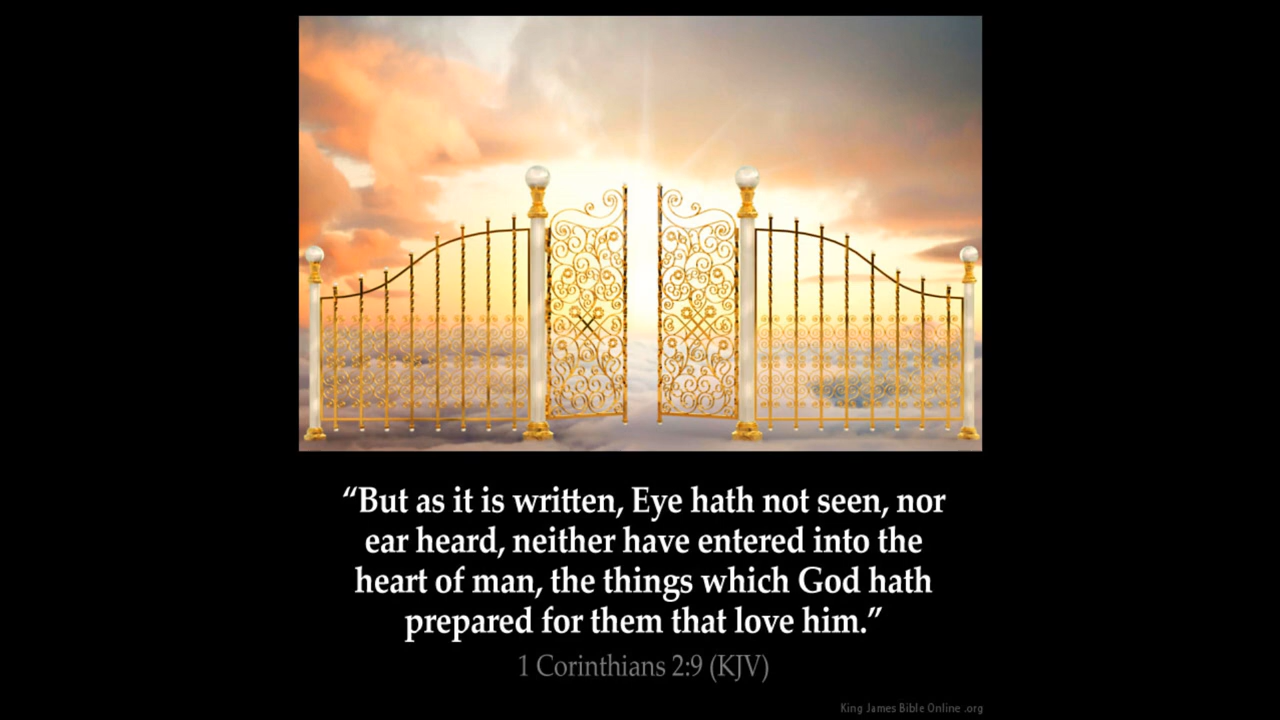 “But as it is written, Eye hath not seen, nor
ear heard, neither have entered into the
heart of man, the things which God hath
prepared for them that love him.”
1 Corinthians 2:9 (KJV)
King James Bible Online .org